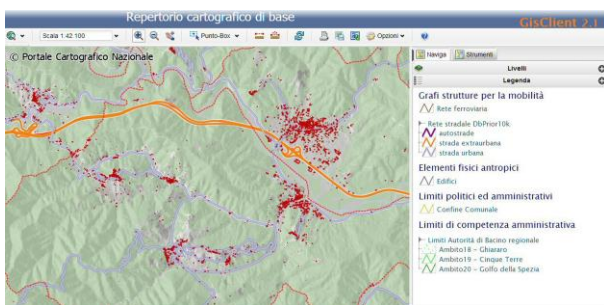 Repertorio cartografico di base
GisClient 2.1
Scala 1:42 100
Punto-Box
Opzioni
© Portale Cartografico Nazionale
Naviga
Strumenti
Livelli
Legenda
Grafi strutture per la mobilità
Rete ferroviaria
Rete stradale DbPrior10k
autostrade
strada extraurbana
strada urbana
Elementi fisici antropici
Edifici
Limiti politici ed amministrativi
Confine Comunale
Limiti di competenza amministrativa
Limiti Autorità di Bacino regionale
Ambito18 - Ghiararo
Ambito19 - Cinque Terre
Ambito20 - Golfo della Spezia